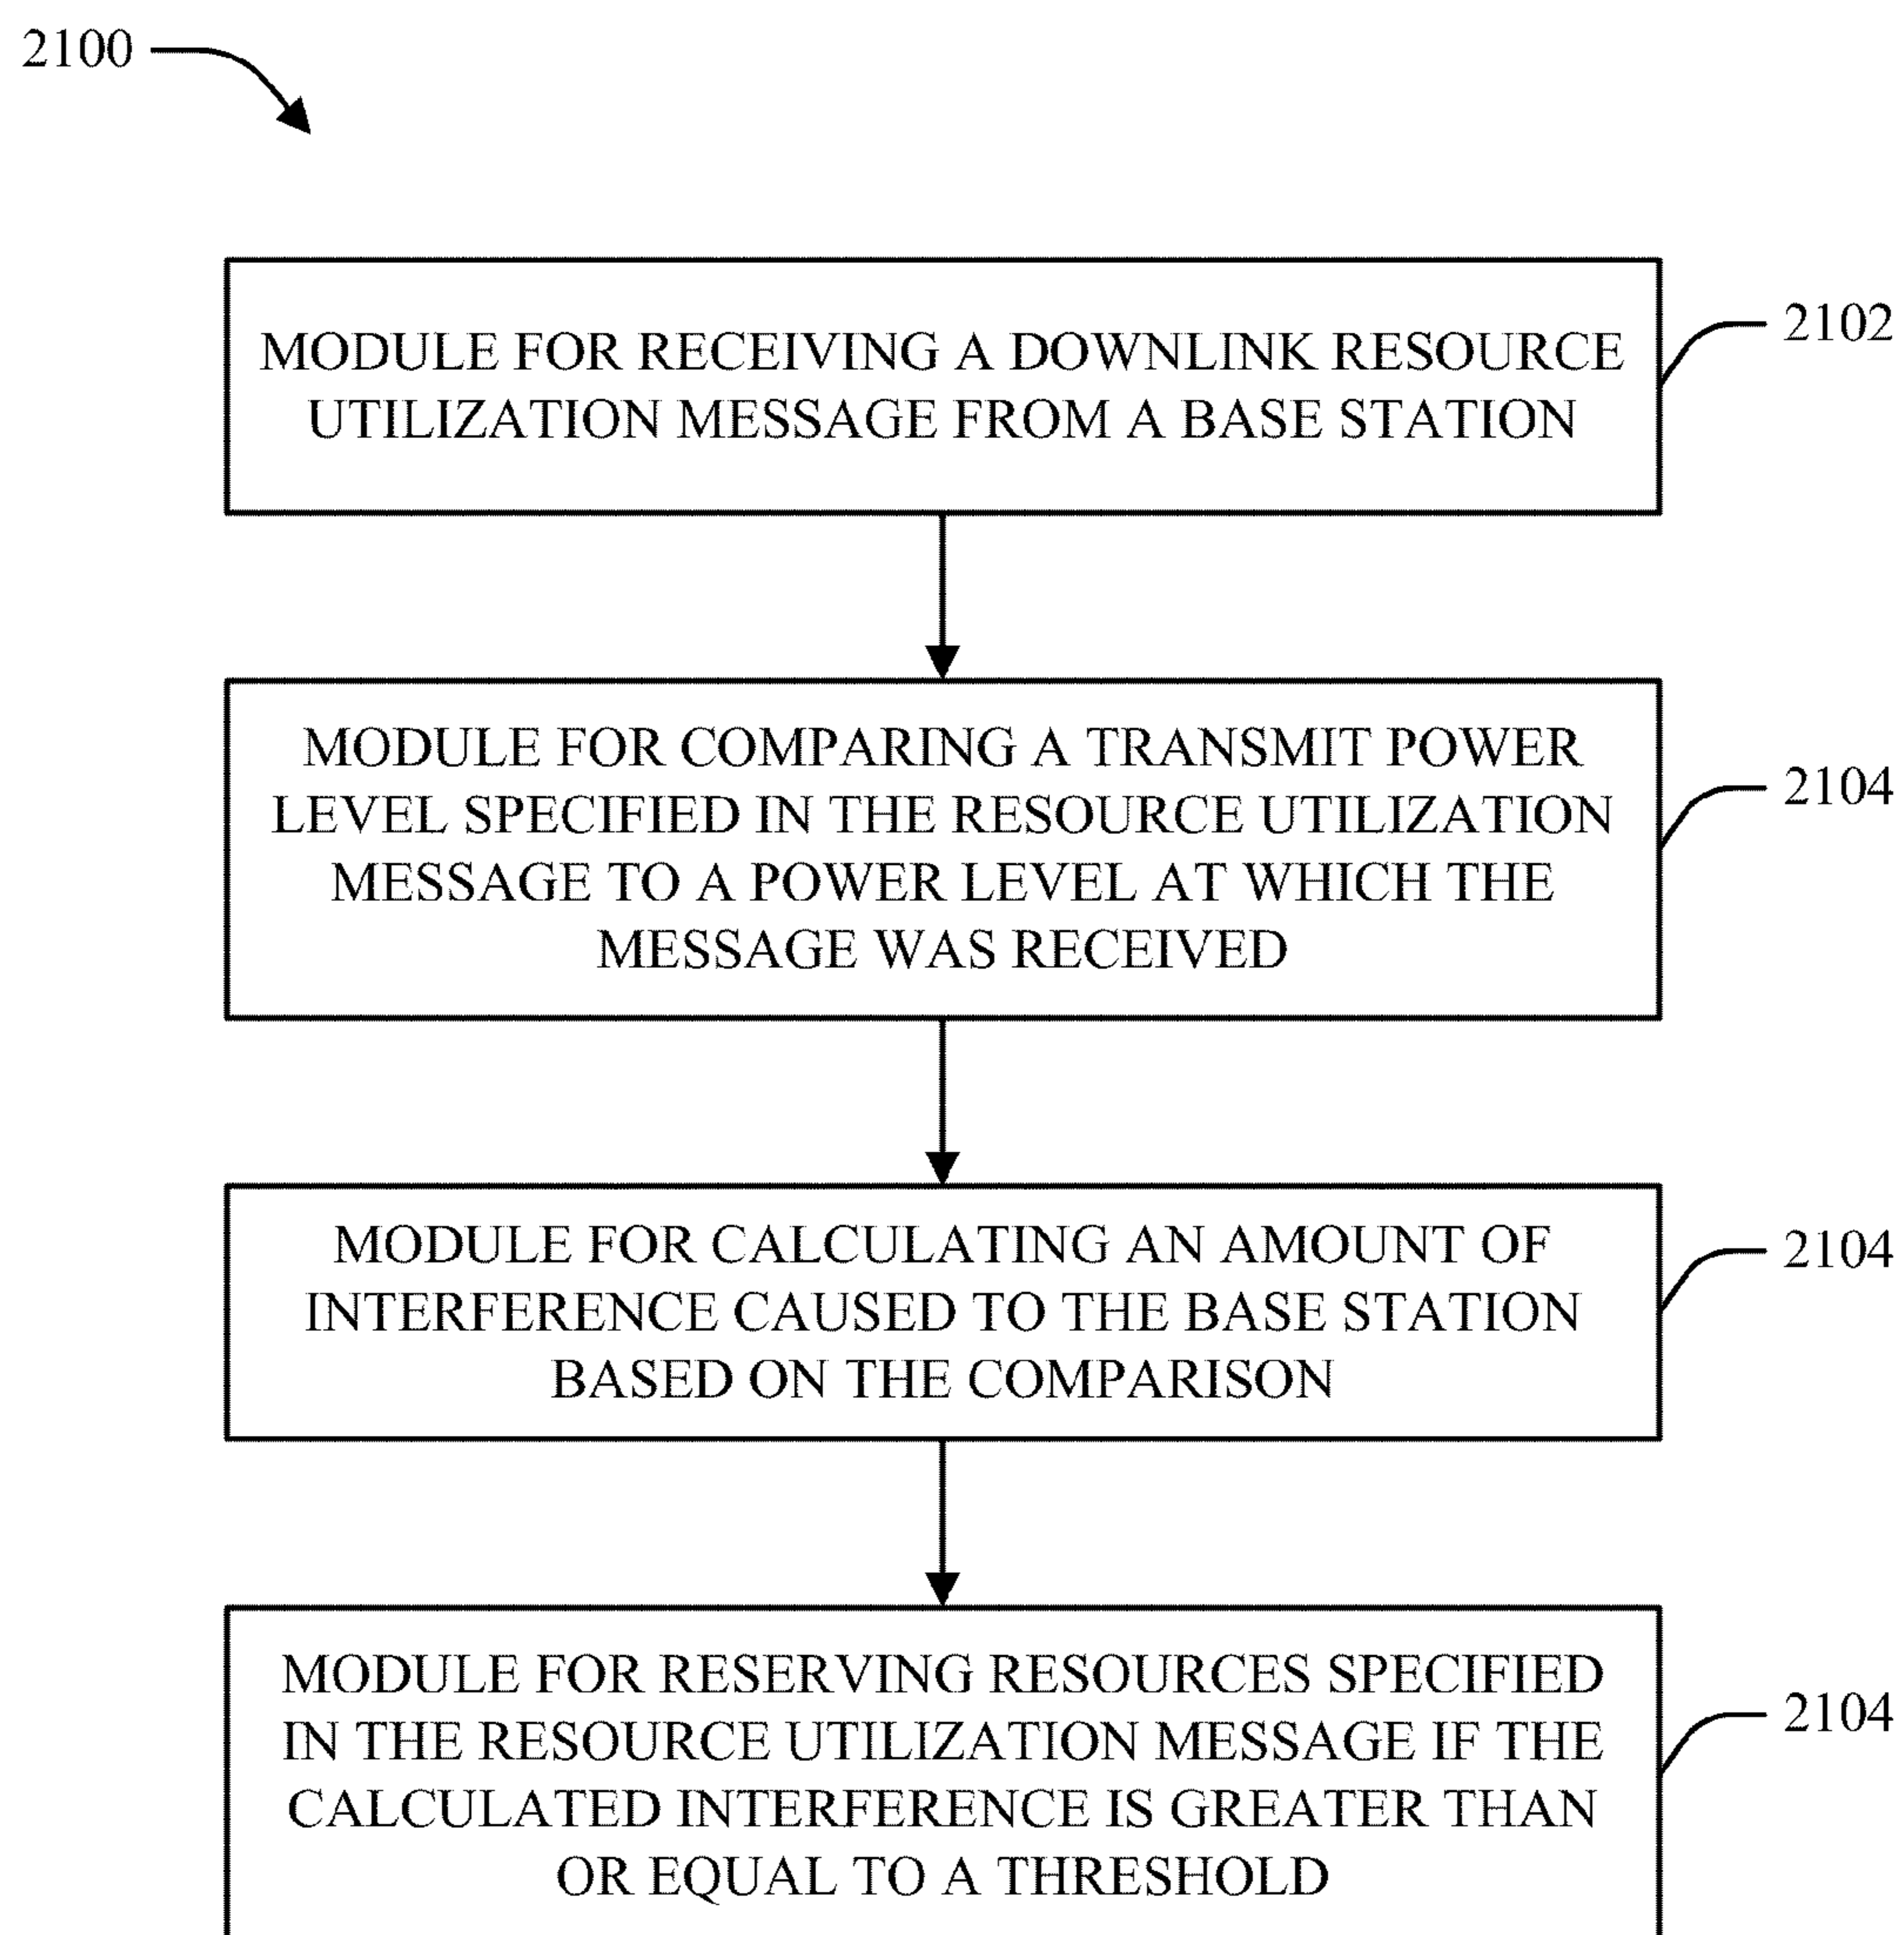 2100
MODULE FOR RECEIVING A DOWNLINK RESOURCE
UTILIZATION MESSAGE FROM A BASE STATION
2102
MODULE FOR COMPARING A TRANSMIT POWER
LEVEL SPECIFIED IN THE RESOURCE UTILIZATION
MESSAGE TO A POWER LEVEL AT WHICH THE
MESSAGE WAS RECEIVED
2104
MODULE FOR CALCULATING AN AMOUNT OF
INTERFERENCE CAUSED TO THE BASE STATION
BASED ON THE COMPARISON
2104
MODULE FOR RESERVING RESOURCES SPECIFIED
IN THE RESOURCE UTILIZATION MESSAGE IF THE
CALCULATED INTERFERENCE IS GREATER THAN
OR EQUAL TO A THRESHOLD
2104